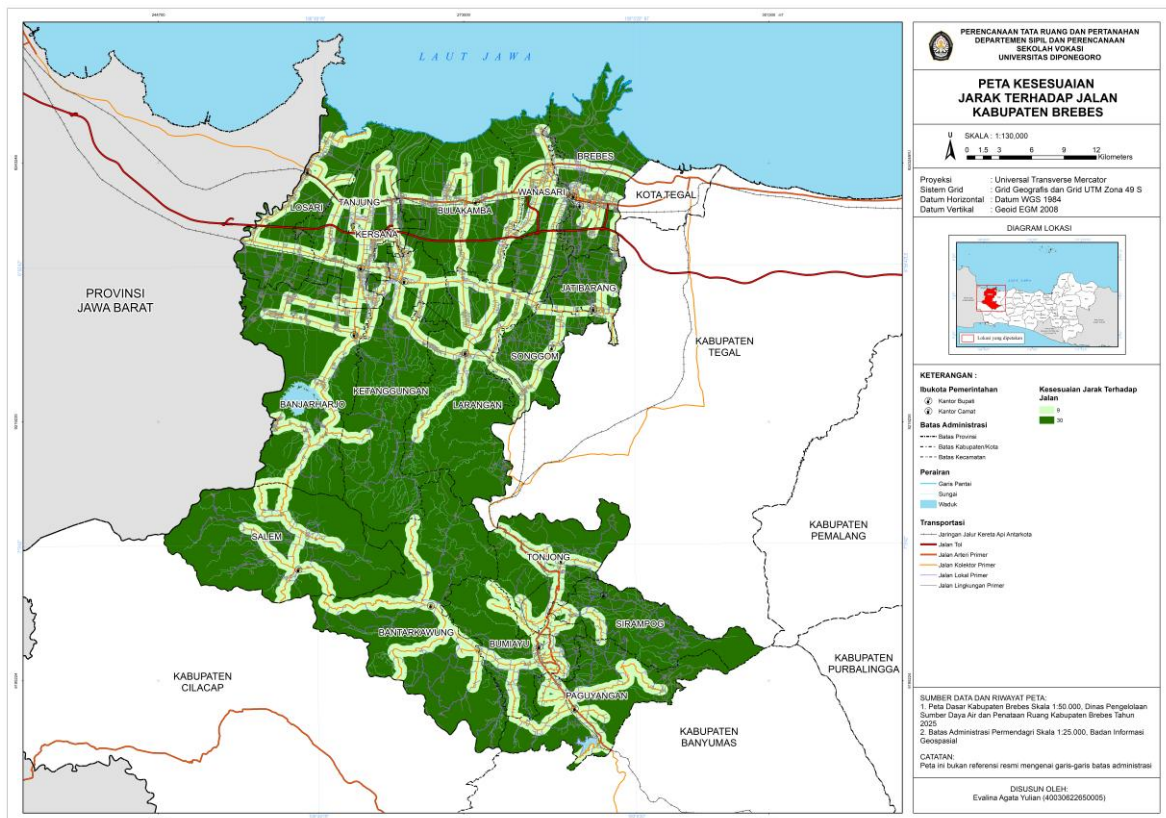 LAUT JAWA
BREBES
WANASARI
KOTA TEGAL
LOSARI
TANJUNG
BULAKAMBA
KERSANA
JATIBARANG
PROVINSI
JAWA BARAT
KABUPATEN
TEGAL
SONGGOM
KETANGGUNGAN
BANJARHARJO
LARANGAN
KABUPATEN
PEMALANG
SALEM
TONJONG
SIRAMPOG
BANTARKAWUNG
BUMIAYU
KABUPATEN
PURBALINGGA
KABUPATEN
CILACAP
PAGUYANGAN
KABUPATEN
BANYUMAS
PERENCANAAN TATA RUANG DAN PERTANAHAN
DEPARTEMEN SIPIL DAN PERENCANAAN
SEKOLAH VOKASI
UNIVERSITAS DIPONEGORO
PETA KESESUAIAN
JARAK TERHADAP JALAN
KABUPATEN BREBES
U
SKALA : 1:130,000
0 1.5 3 6 9 12
Kilometers
Proyeksi : Universal Transverse Mercator
Sistem Grid : Grid Geografis dan Grid UTM Zona 49 S
Datum Horizontal : Datum WGS 1984
Datum Vertikal : Geoid EGM 2008
DIAGRAM LOKASI
Lokasi yang dipetakan
KETERANGAN :
Ibukota Pemerintahan
Kantor Bupati
Kantor Camat
Batas Administrasi
Batas Provinsi
Batas Kabupaten/Kota
Batas Kecamatan
Perairan
Garis Pantai
Sungai
Waduk
Transportasi
Jaringan Jalur Kereta Api Antarkota
Jalan Tol
Jalan Arteri Primer
Jalan Kolektor Primer
Jalan Lokal Primer
Jalan Lingkungan Primer
Kesesuaian Jarak Terhadap
Jalan
30
SUMBER DATA DAN RIWAYAT PETA:
1. Peta Dasar Kabupaten Brebes Skala 1:50.000, Dinas Pengelolaan
Sumber Daya Air dan Penataan Ruang Kabupaten Brebes Tahun
2025
2. Batas Administrasi Permendagri Skala 1:25.000, Badan Informasi
Geospasial
CATATAN:
Peta ini bukan referensi resmi mengenai garis-garis batas administrasi
DISUSUN OLEH:
Evalina Agata Yulian (40030622650005)